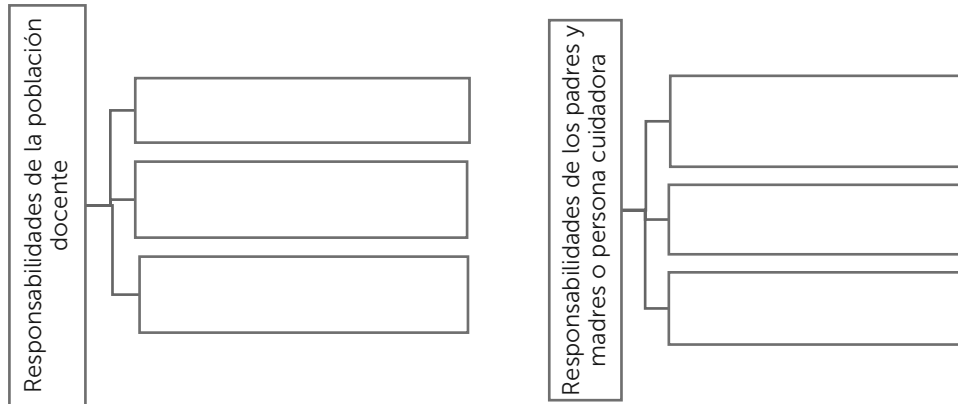 Responsabilidades de la población
docente
Responsabilidades de los padres y
madres o persona cuidadora